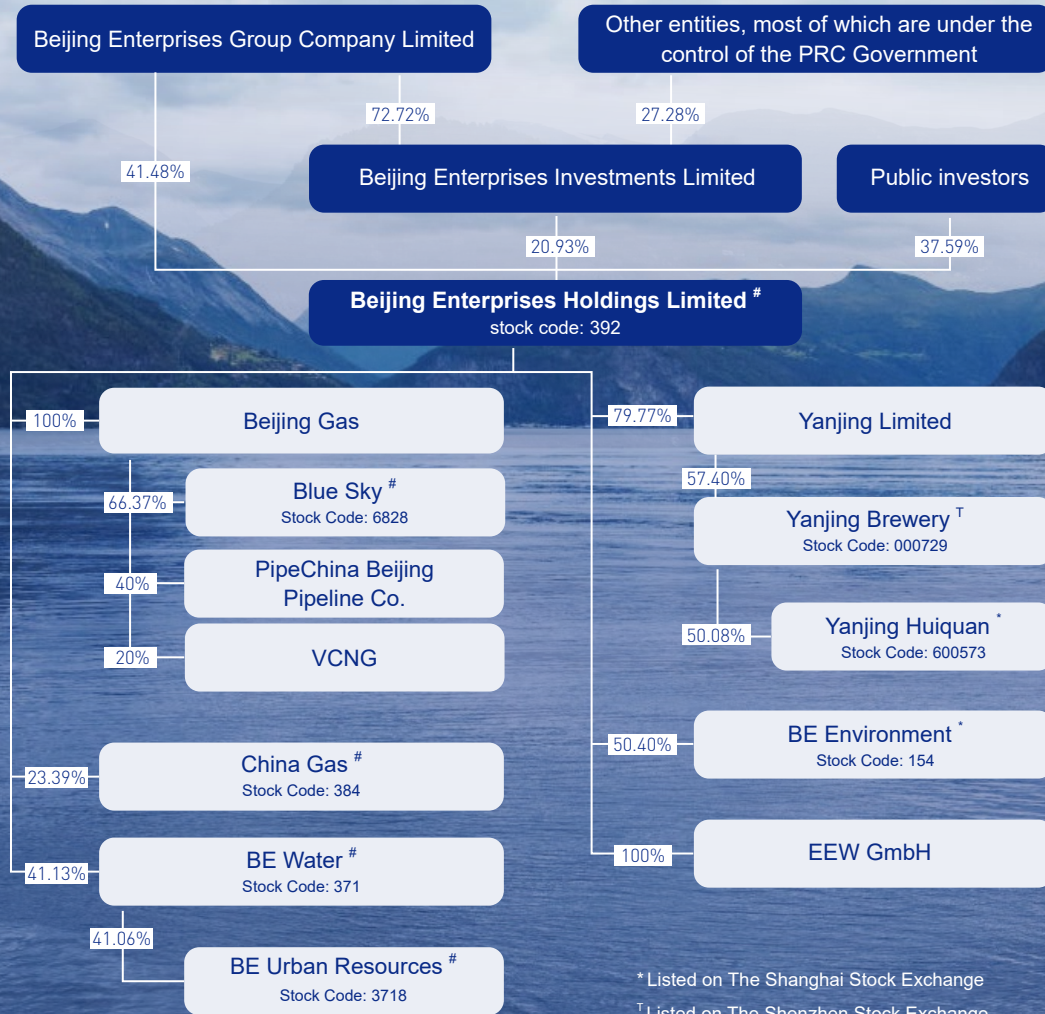 Beijing Enterprises Group Company Limited
Other entities, most of which are under the
control of the PRC Government
72.72%
27.28%
41.48%
Beijing Enterprises Investments Limited
Public investors
20.93%
37.59%
Beijing Enterprises Holdings Limited #
stock code: 392
100%
Beijing Gas
66.37%
Blue Sky #
Stock Code: 6828
40%
PipeChina Beijing
Pipeline Co.
20%
VCNG
23.39%
China Gas #
Stock Code: 384
41.13%
BE Water #
Stock Code: 371
41.06%
BE Urban Resources #
Stock Code: 3718
79.77%
Yanjing Limited
57.40%
Yanjing Brewery T
Stock Code: 000729
50.08%
Yanjing Huiquan *
Stock Code: 600573
50.40%
BE Environment *
Stock Code: 154
100%
EEW GmbH
* Listed on The Shanghai Stock Exchange
T Listed on The Shenzhen Stock Exchange